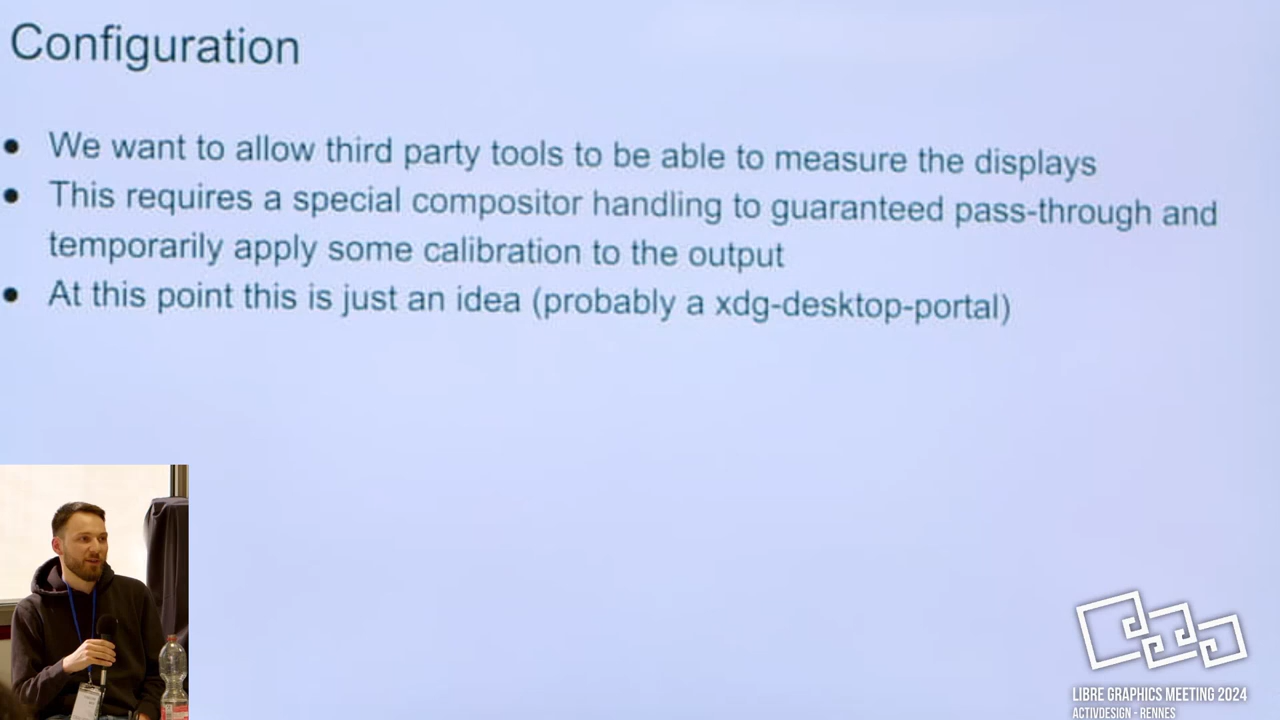 Configuration
● We want to allow third party tools to be able to measure the displays
● This requires a special compositor handling to guaranteed pass-through and
temporarily apply some calibration to the output
● At this point this is just an idea (probably a xdg-desktop-portal)
LIBRE GRAPHICS MEETING 2024
ACTIVDESIGN - RENNES